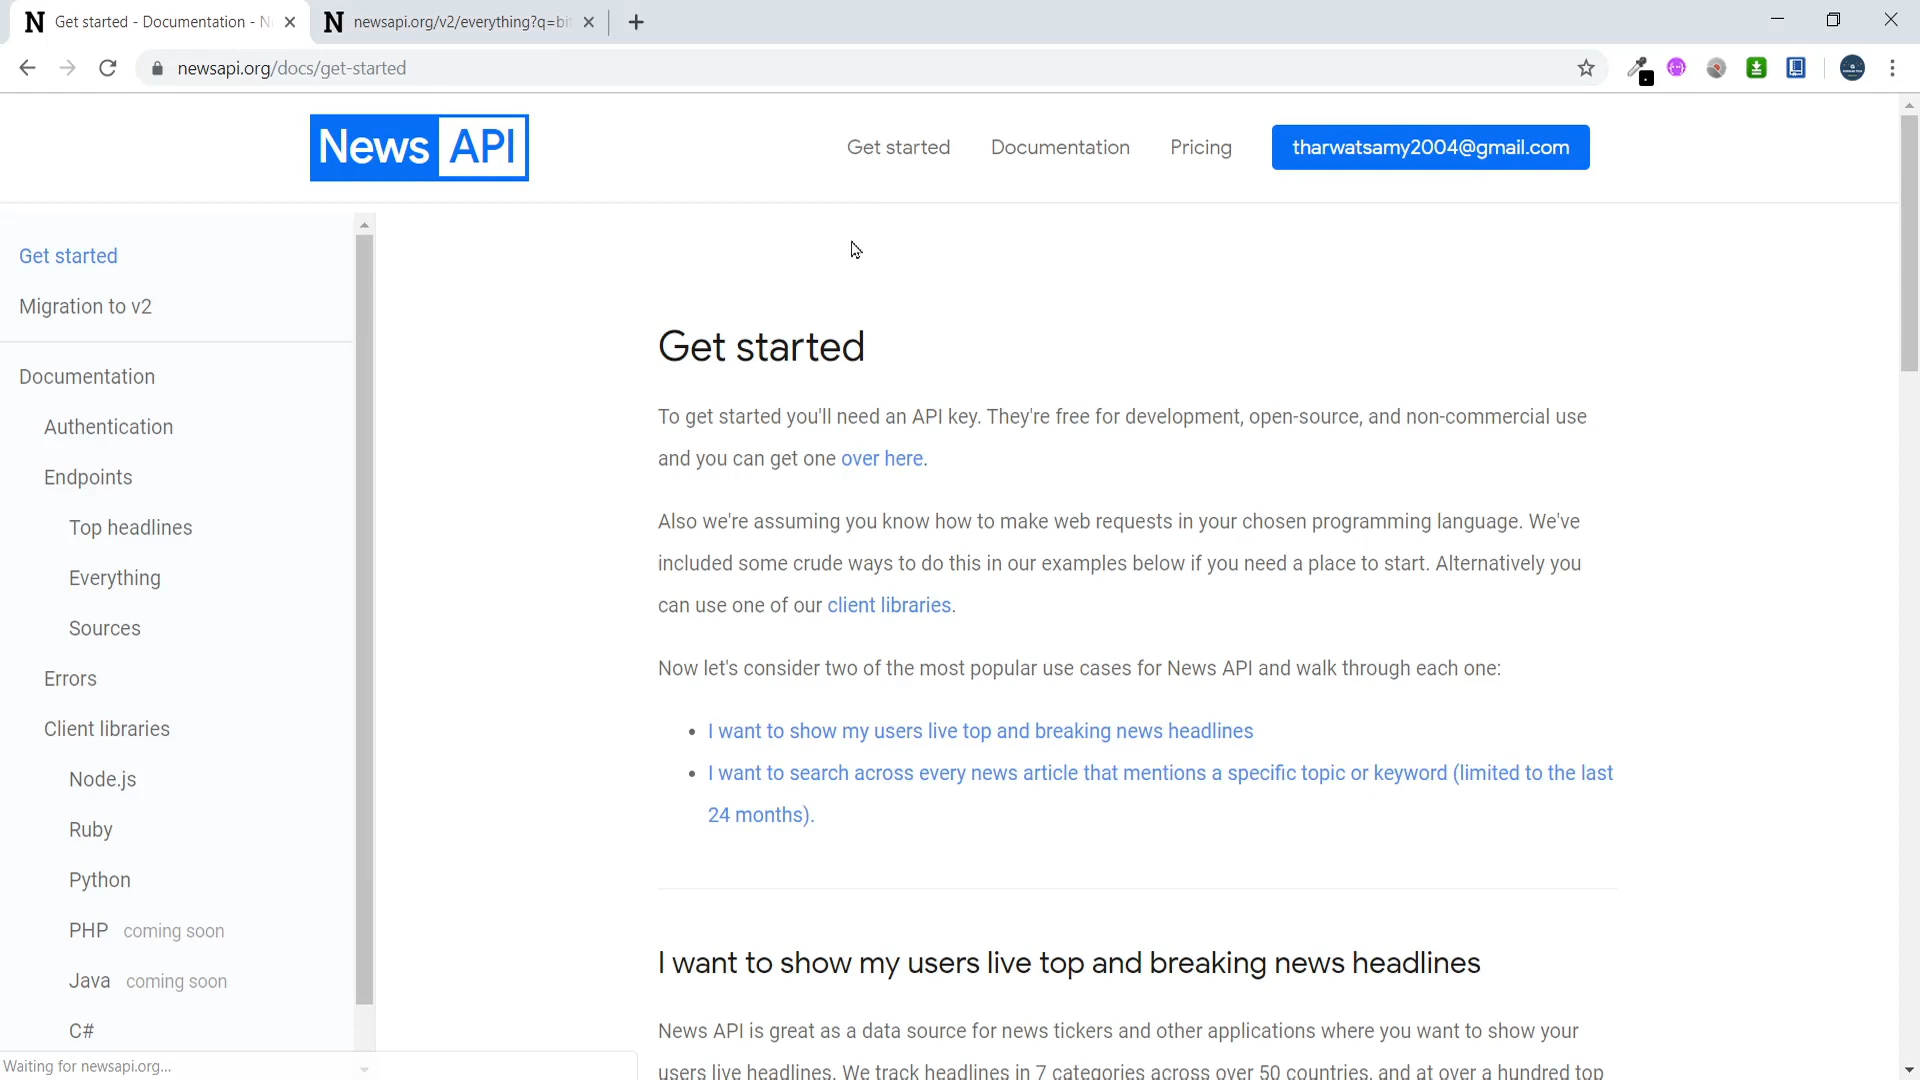 Get started - Documentation - N
newsapi.org/v2/everything?q=bit
newsapi.org/docs/get-started
News API
Get started
Documentation
Pricing
tharwatsamy2004@gmail.com
Get started
Migration to v2
Documentation
Authentication
Endpoints
Top headlines
Everything
Sources
Errors
Client libraries
Node.js
Ruby
Python
PHP coming soon
Java coming soon
C#
Waiting for newsapi.org...
Get started
To get started you'll need an API key. They're free for development, open-source, and non-commercial use
and you can get one over here.
Also we're assuming you know how to make web requests in your chosen programming language. We've
included some crude ways to do this in our examples below if you need a place to start. Alternatively you
can use one of our client libraries.
Now let's consider two of the most popular use cases for News API and walk through each one:
• I want to show my users live top and breaking news headlines
• I want to search across every news article that mentions a specific topic or keyword (limited to the last
24 months).
I want to show my users live top and breaking news headlines
News API is great as a data source for news tickers and other applications where you want to show your
users live headlines. We track headlines in 7 categories across over 50 countries, and at over a hundred top